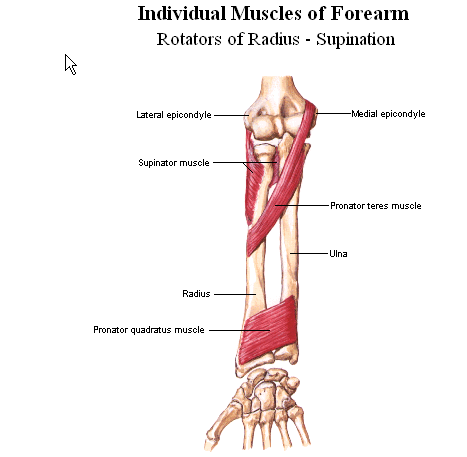 Individual Muscles of Forearm
Rotators of Radius - Supination
Lateral epicondyle
Medial epicondyle
Supinator muscle
Pronator teres muscle
Ulna
Radius
Pronator quadratus muscle